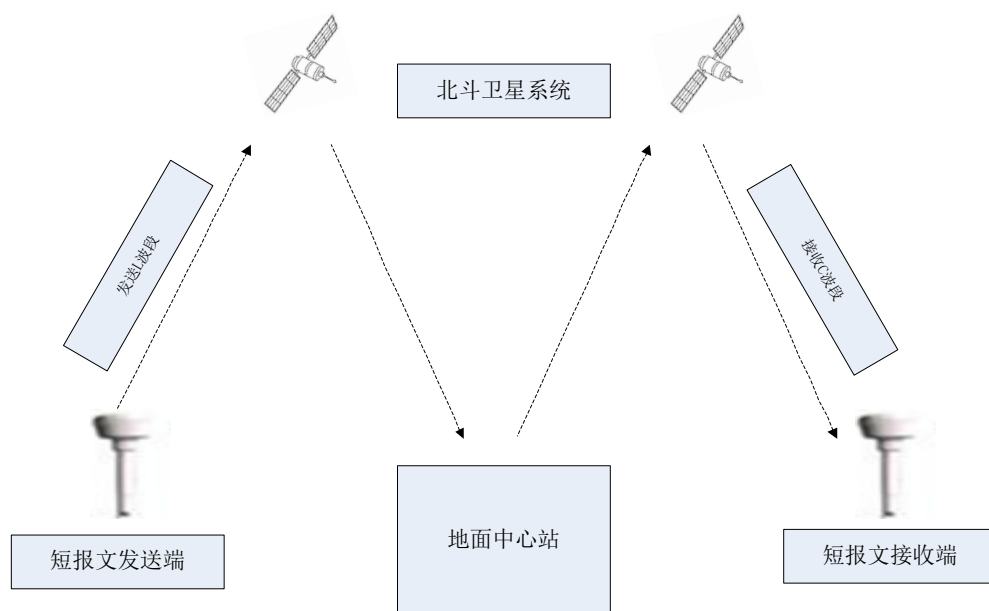 北斗卫星系统
发送L波段
接收C波段
地面中心站
短报文发送端
短报文接收端